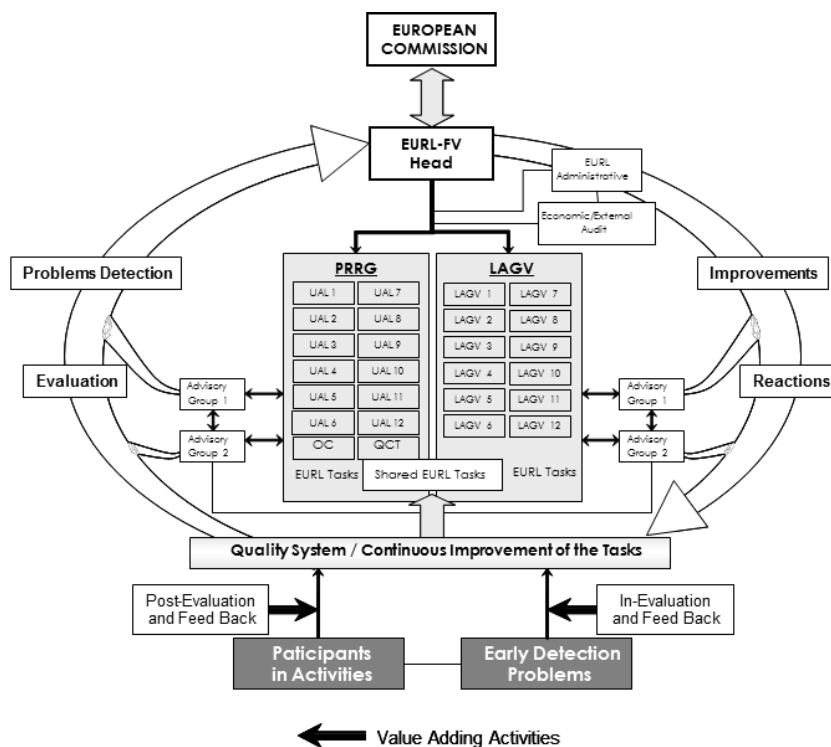 EUROPEAN
COMMISSION
EURL-FV
Head
EURL
Administrative
Economic/External
Audit
Problems Detection
Improvements
PRRG
LAGV
UAL 1
UAL 7
UAL 2
UAL 8
UAL 3
UAL 9
UAL 4
UAL 10
UAL 5
UAL 11
UAL 6
UAL 12
OC
QCT
LAGV 1
LAGV 7
LAGV 2
LAGV 8
LAGV 3
LAGV 9
LAGV 4
LAGV 10
LAGV 5
LAGV 11
LAGV 6
LAGV 12
Evaluation
Reactions
Advisory
Group 1
Advisory
Group 2
Advisory
Group 1
Advisory
Group 2
EURL Tasks
Shared EURL Tasks
EURL Tasks
Quality System / Continuous Improvement of the Tasks
Post-Evaluation
and Feed Back
In-Evaluation
and Feed Back
Paticipants
in Activities
Early Detection
Problems
Value Adding Activities